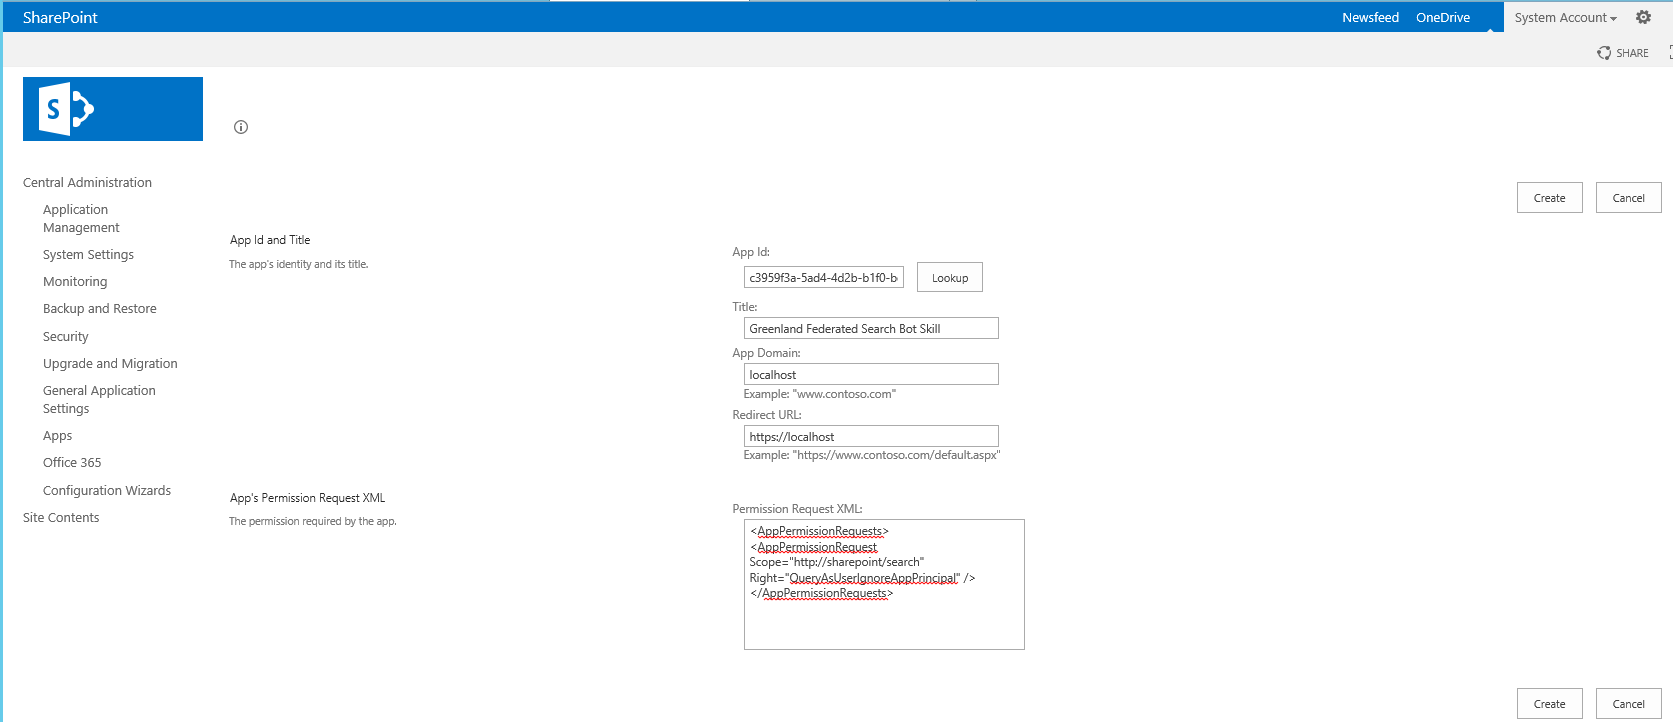 SharePoint
Newsfeed OneDrive System Account
SHARE
S
Central Administration
Application
Management
System Settings
Monitoring
Backup and Restore
Security
Upgrade and Migration
General Application
Settings
Apps
Office 365
Configuration Wizards
Site Contents
Create Cancel
App Id and Title
The app's identity and its title.
App Id:
c3959f3a-5ad4-4d2b-b1f0-b
Lookup
Title:
Greenland Federated Search Bot Skill
App Domain:
localhost
Example: "www.contoso.com"
Redirect URL:
https://localhost
Example: "https://www.contoso.com/default.aspx"
App's Permission Request XML
The permission required by the app.
Permission Request XML:
<AppPermissionRequests>
<AppPermissionRequest
Scope="http://sharepoint/search"
Right="QueryAsUserIgnoreAppPrincipal" />
</AppPermissionRequests>
Create Cancel